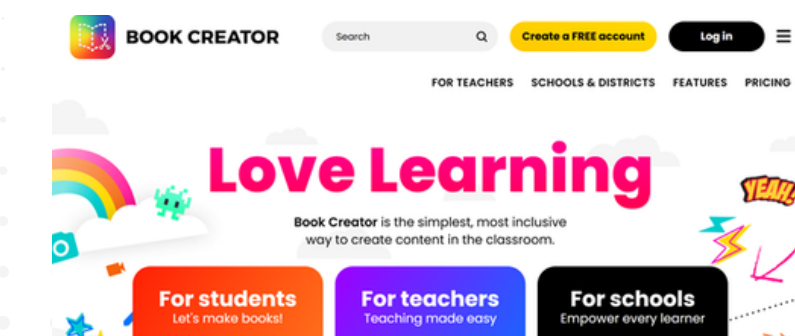 BOOK CREATOR
Search
Create a FREE account
Log in
FOR TEACHERS
SCHOOLS & DISTRICTS
FEATURES
PRICING
Love Learning
YEAH!
Book Creator is the simplest, most inclusive
way to create content in the classroom.
For students
Let's make books!
For teachers
Teaching made easy
For schools
Empower every learner